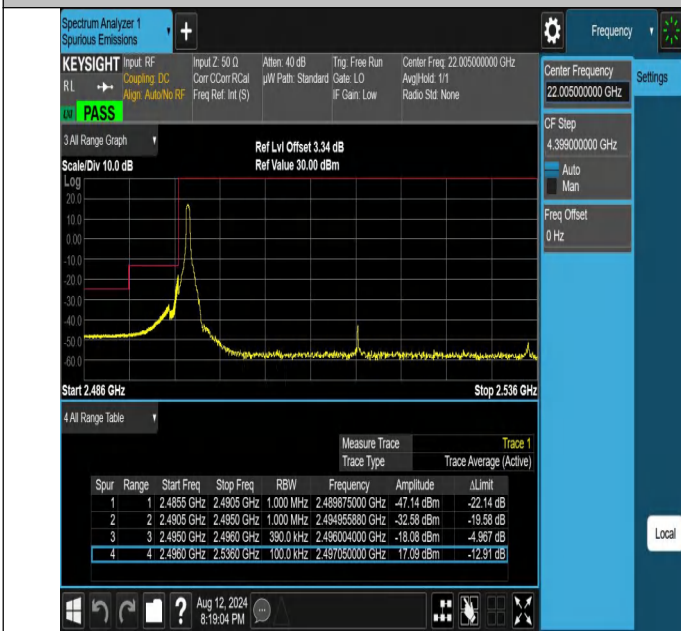 Spectrum Analyzer 1
Spurious Emissions
Frequency
KEYSIGHT
RL
PASS
Input: RF
Coupling: DC
Align: Auto/No RF
Input Z: 50 Ω
Corr CCorr RCal
Freq Ref: Int (S)
Atten: 40 dB
µW Path: Standard
Trig: Free Run
Gate: LO
IF Gain: Low
Center Freq: 22.005000000 GHz
Avg|Hold: 1/1
Radio Std: None
Center Frequency
22.005000000 GHz
Settings
CF Step
4.399000000 GHz
Auto
Man
Freq Offset
0 Hz
Local
3 All Range Graph
Scale/Div 10.0 dB
Ref Lvl Offset 3.34 dB
Ref Value 30.00 dBm
Log
20.0
10.0
0.00
-10.0
-20.0
-30.0
-40.0
-50.0
-60.0
Start 2.486 GHz Stop 2.536 GHz
4 All Range Table
Measure Trace Trace 1
Trace Type Trace Average (Active)
Spur Range Start Freq Stop Freq RBW Frequency Amplitude ΔLimit
1 1 2.4855 GHz 2.4905 GHz 1.000 MHz 2.489875000 GHz -47.14 dBm -22.14 dB
2 2 2.4905 GHz 2.4950 GHz 1.000 MHz 2.494955880 GHz -32.58 dBm -19.58 dB
3 3 2.4950 GHz 2.4960 GHz 390.0 kHz 2.496004000 GHz -18.08 dBm -4.967 dB
4 4 2.4960 GHz 2.5360 GHz 100.0 kHz 2.497050000 GHz 17.09 dBm -12.91 dB
Aug 12, 2024
8:19:04 PM